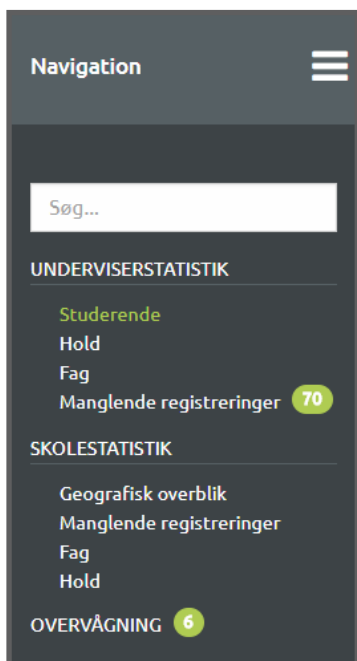 Navigation
Søg...
UNDERVISERSTATISTIK
Studerende
Hold
Fag
Manglende registreringer 70
SKOLESTATISTIK
Geografisk overblik
Manglende registreringer
Fag
Hold
OVERVÅGNING 6